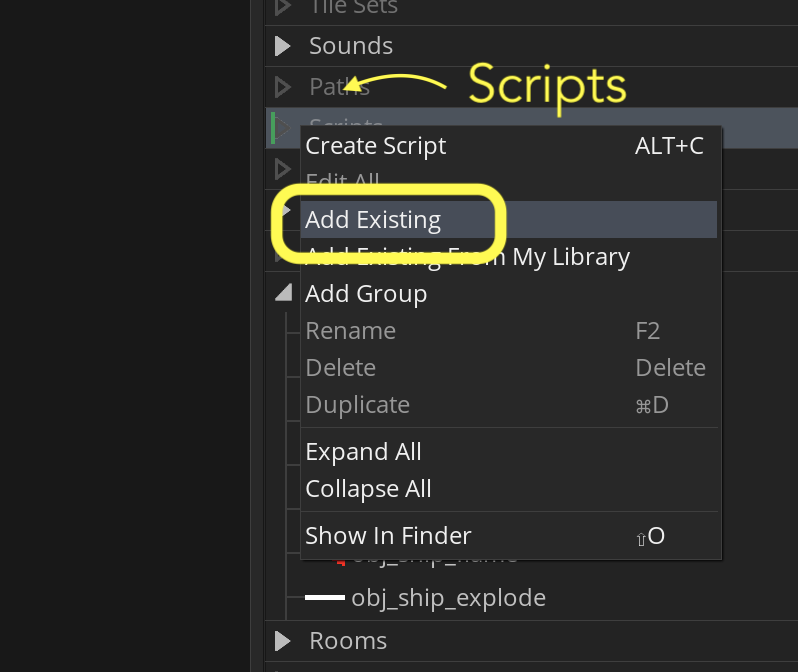 Tile Sets
Sounds
Paths
Scripts
Scripts
Create Script ALT+C
Edit All
Add Existing
Add Existing From My Library
Add Group
Rename F2
Delete Delete
Duplicate ⌘D
Expand All
Collapse All
Show In Finder ⇧O
obj_ship_flame
obj_ship_explode
Rooms